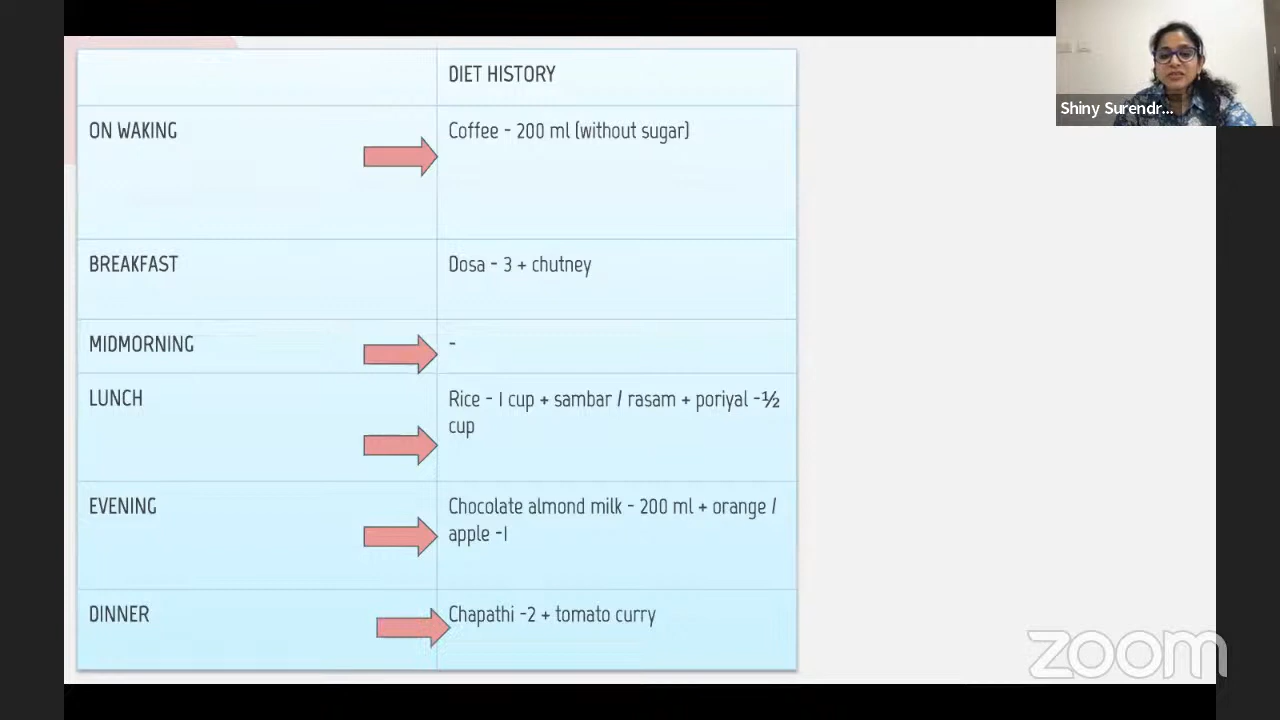 DIET HISTORY
ON WAKING
Coffee - 200 ml (without sugar)
BREAKFAST
Dosa - 3 + chutney
MIDMORNING
-
LUNCH
Rice - 1 cup + sambar / rasam + poriyal -½
cup
EVENING
Chocolate almond milk - 200 ml + orange /
apple -1
DINNER
Chapathi -2 + tomato curry
Shiny Surendr...
zoom